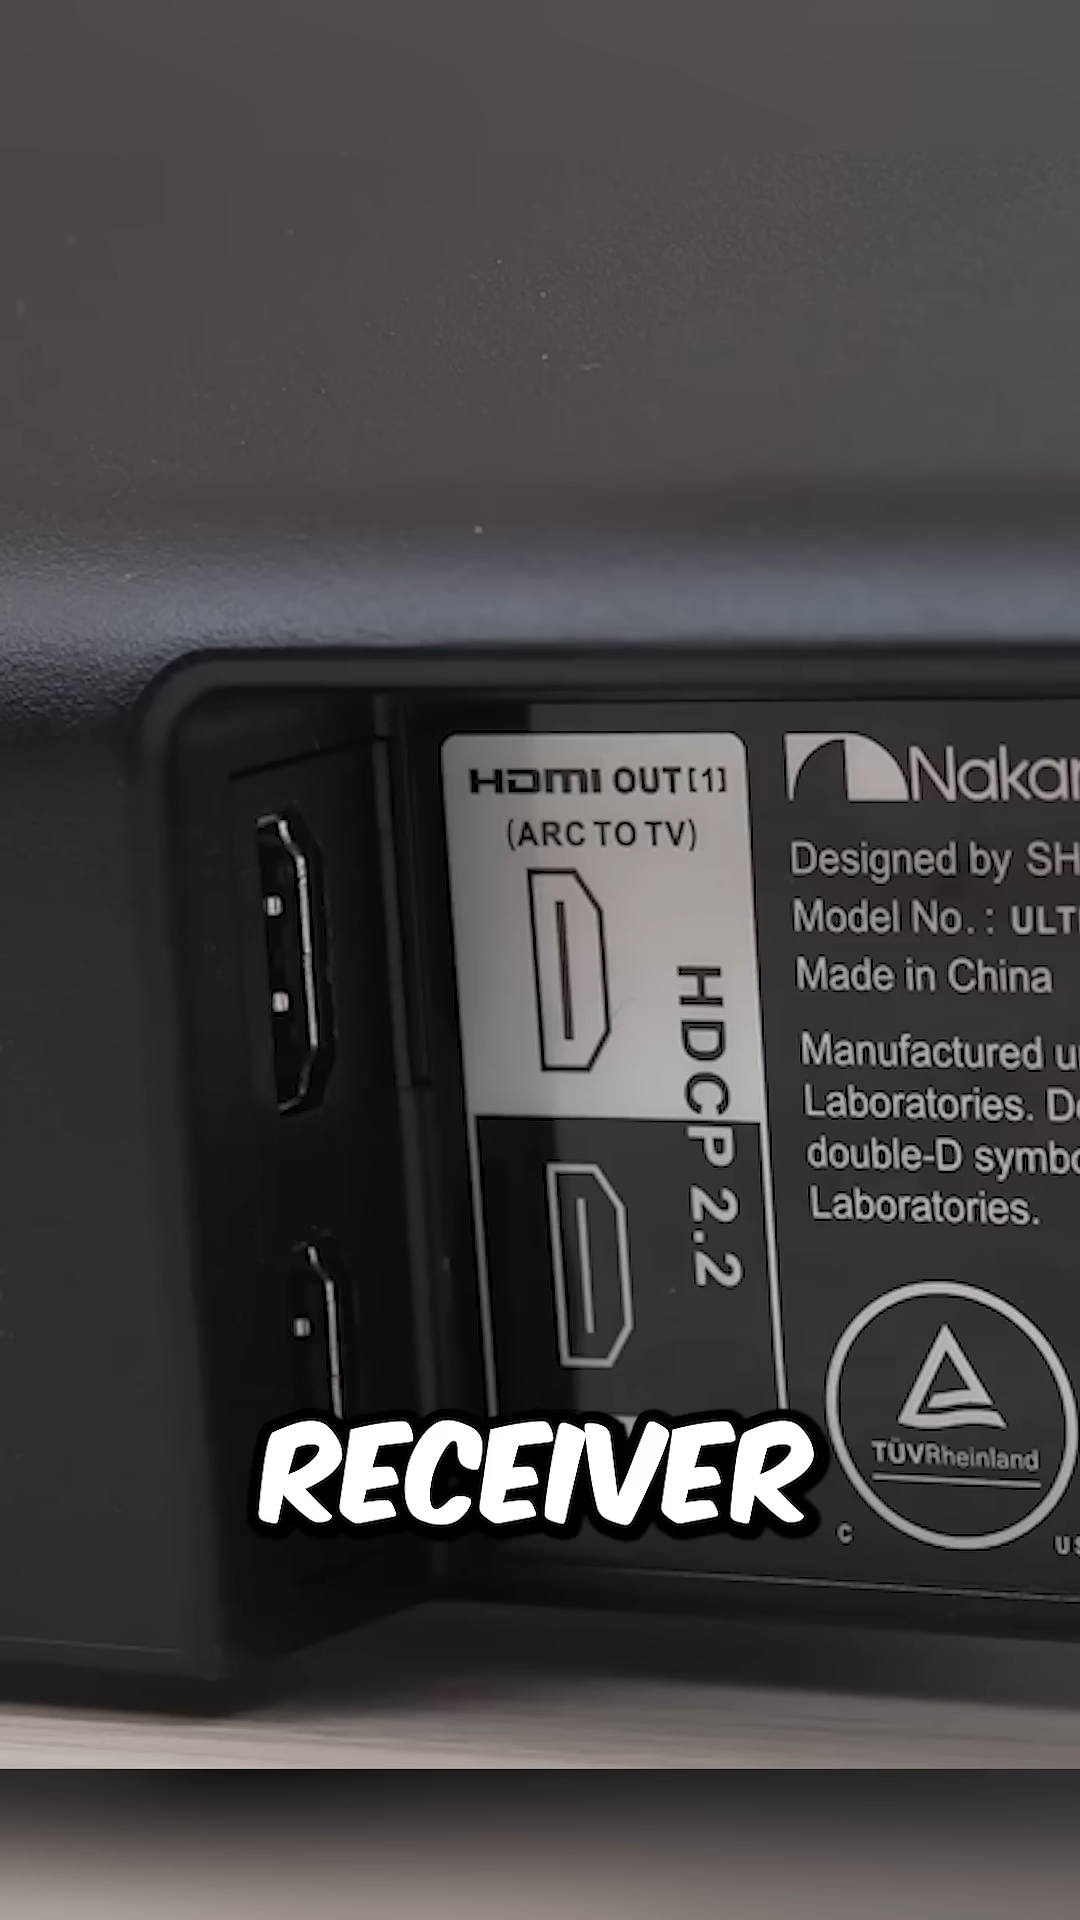 HDMI OUT[1]
(ARC TO TV)
HDCP 2.2
Nakar
Designed by SH
Model No.: ULT
Made in China
Manufactured u
Laboratories. D
double-D symbo
Laboratories.
TÜVRheinland
C US
RECEIVER